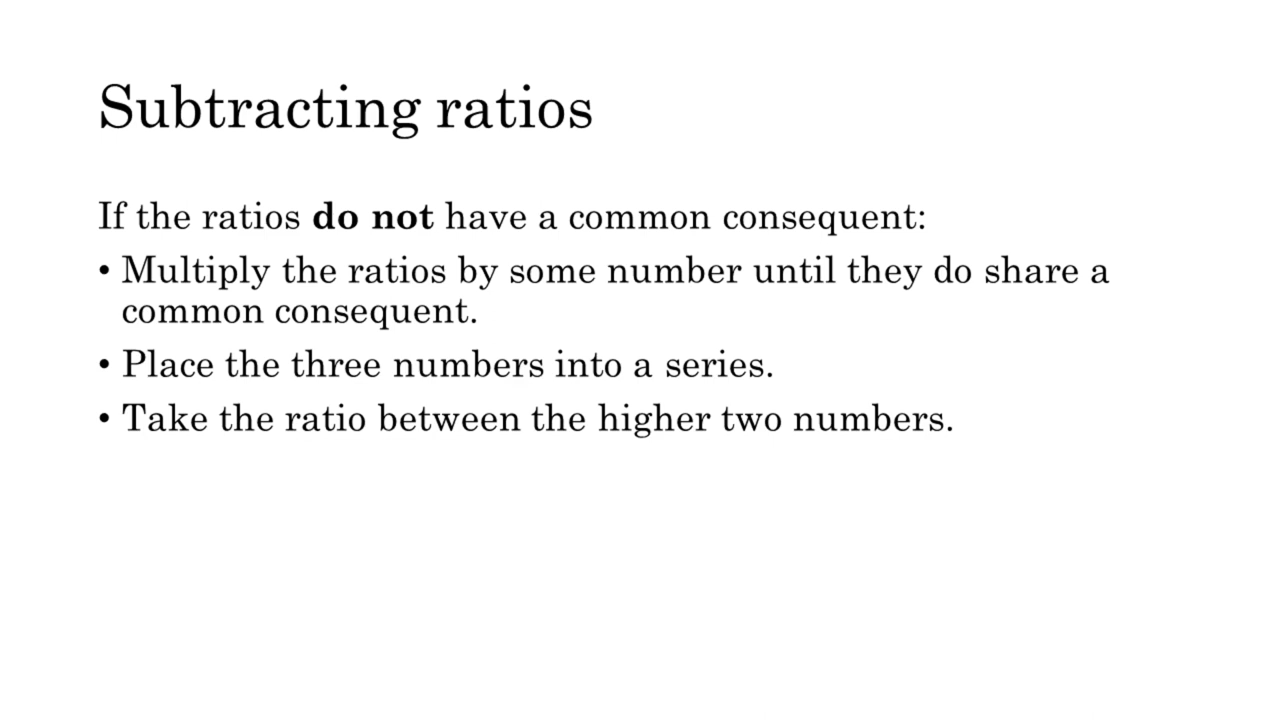 Subtracting ratios
If the ratios do not have a common consequent:
• Multiply the ratios by some number until they do share a
common consequent.
• Place the three numbers into a series.
• Take the ratio between the higher two numbers.